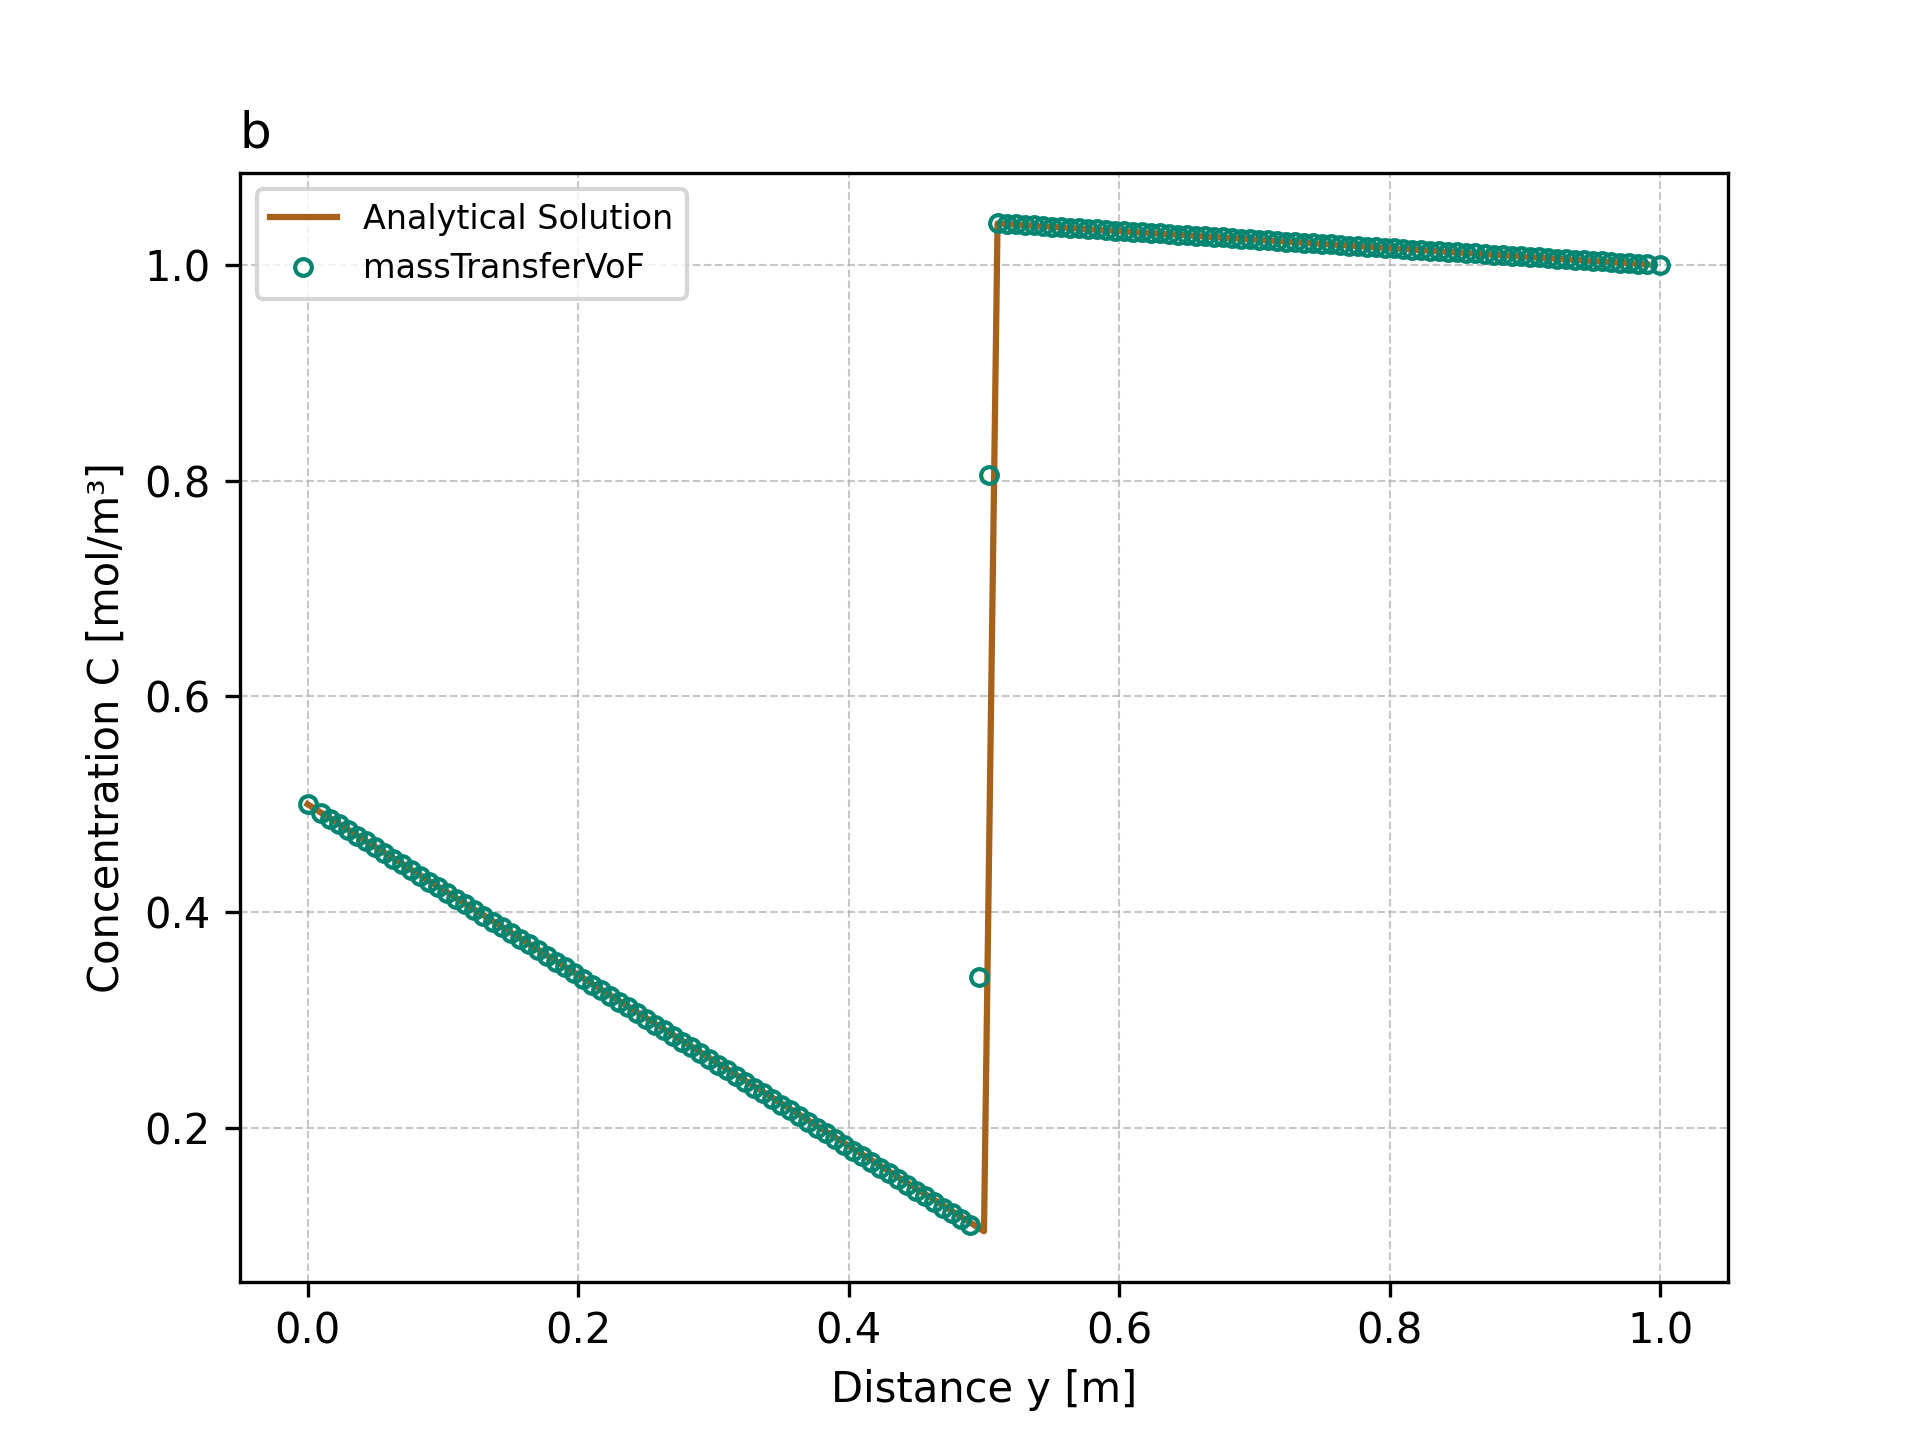 b
Analytical Solution
massTransferVoF
Concentration C [mol/m³]
1.0
0.8
0.6
0.4
0.2
0.0 0.2 0.4 0.6 0.8 1.0
Distance y [m]